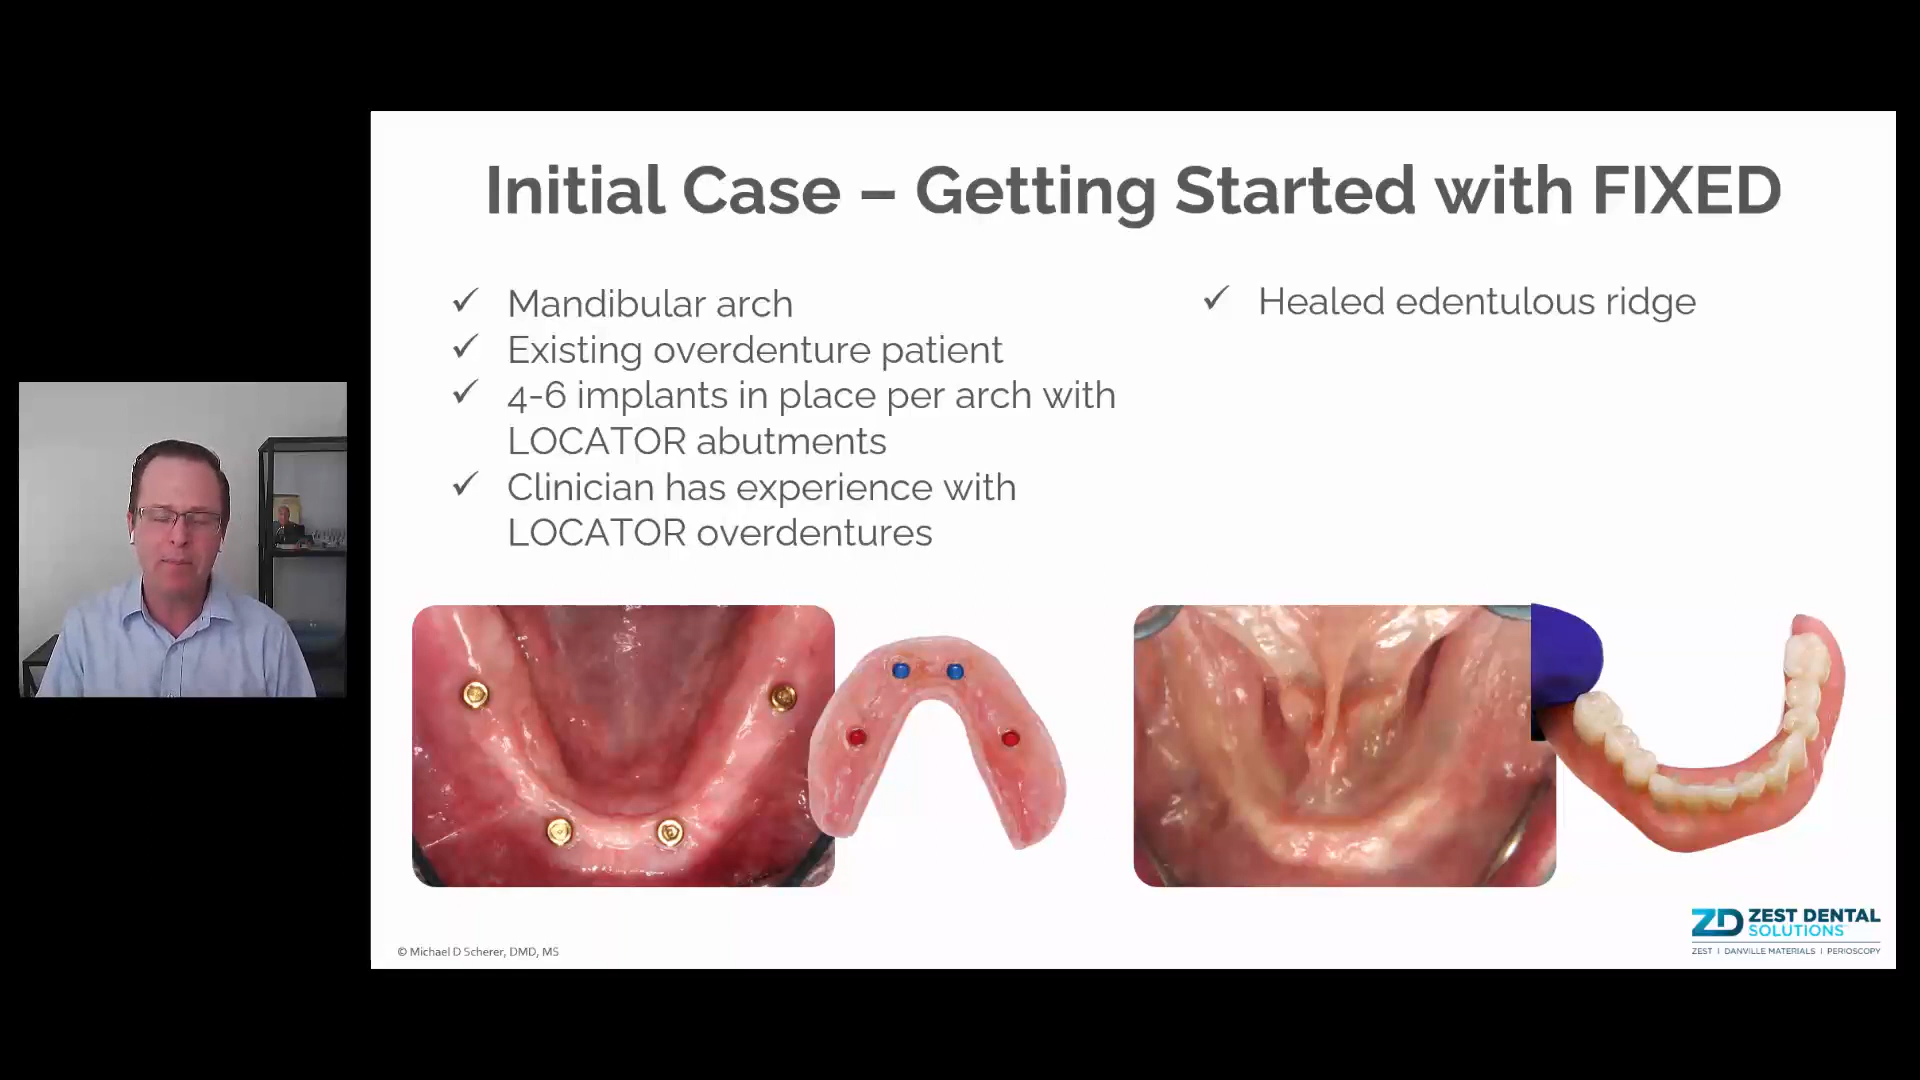 Initial Case – Getting Started with FIXED
✓ Mandibular arch
✓ Existing overdenture patient
✓ 4-6 implants in place per arch with
LOCATOR abutments
✓ Clinician has experience with
LOCATOR overdentures
✓ Healed edentulous ridge
© Michael D Scherer, DMD, MS
ZD ZEST DENTAL
SOLUTIONS
ZEST | DANVILLE MATERIALS | PERIOSCOPY